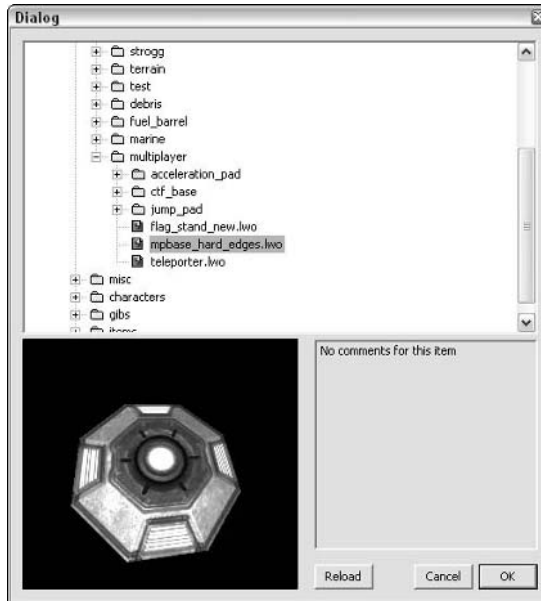 Dialog
strogg
terrain
test
debris
fuel_barrel
marine
multiplayer
acceleration_pad
ctf_base
jump_pad
flag_stand_new.lwo
mpbase_hard_edges.lwo
teleporter.lwo
misc
characters
gibs
items
No comments for this item
Reload Cancel OK